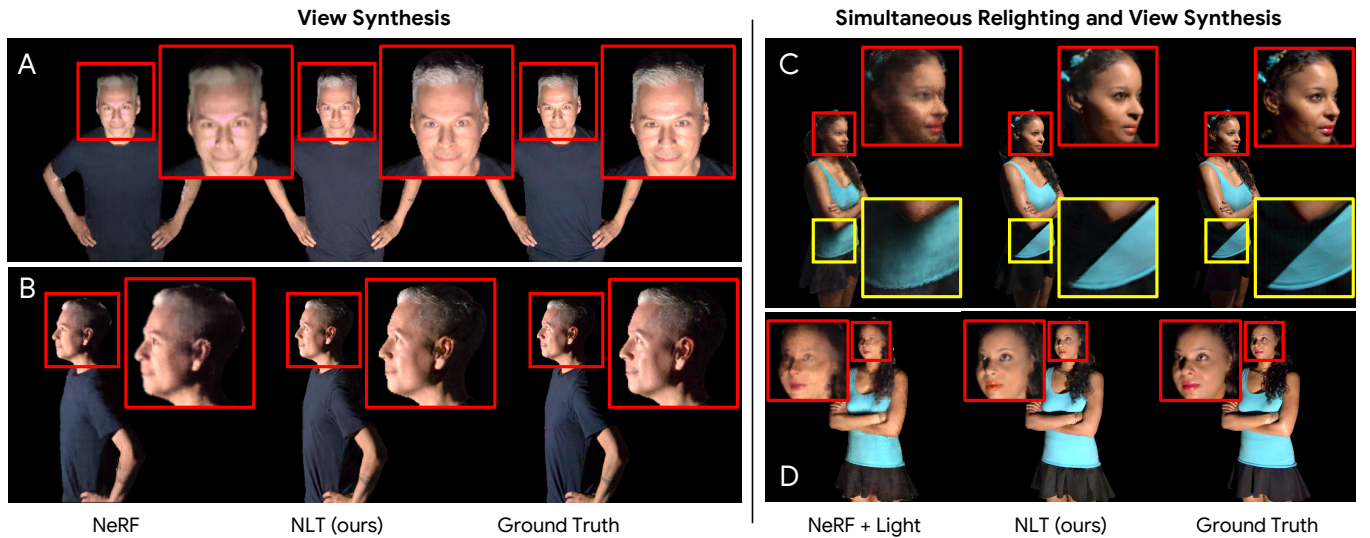 View Synthesis
Simultaneous Relighting and View Synthesis
A
B
C
D
NeRF
NLT (ours)
Ground Truth
NeRF + Light
NLT (ours)
Ground Truth